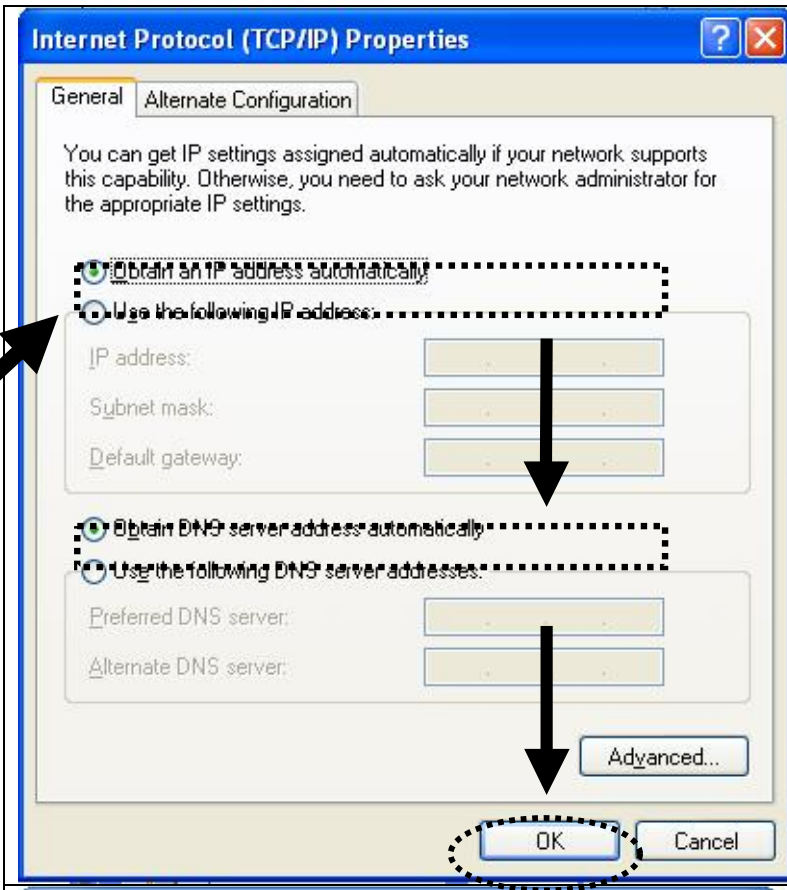 Internet Protocol (TCP/IP) Properties
General
Alternate Configuration
You can get IP settings assigned automatically if your network supports
this capability. Otherwise, you need to ask your network administrator for
the appropriate IP settings.
Obtain an IP address automatically
Use the following IP address:
IP address:
Subnet mask:
Default gateway:
Obtain DNS server address automatically
Use the following DNS server addresses:
Preferred DNS server:
Alternate DNS server:
Advanced...
OK
Cancel